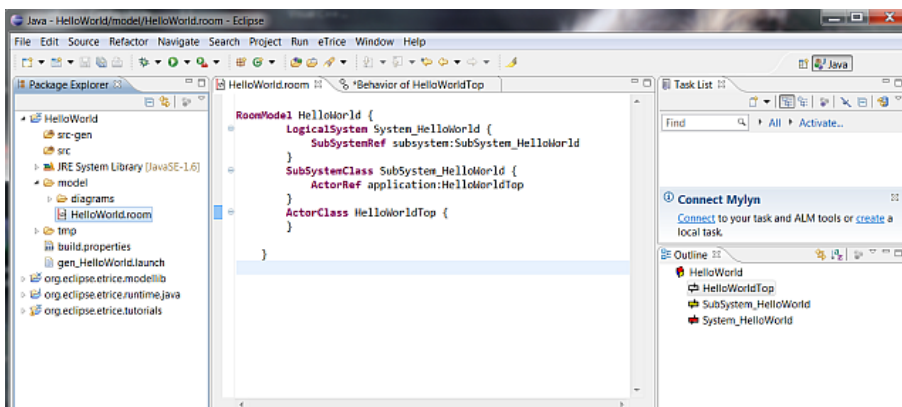 Java - HelloWorld/model/HelloWorld.room - Eclipse
File Edit Source Refactor Navigate Search Project Run eTrice Window Help
Java
Package Explorer
HelloWorld
src-gen
src
JRE System Library [JavaSE-1.6]
model
diagrams
HelloWorld.room
tmp
build.properties
gen_HelloWorld.launch
org.eclipse.etrice.modellib
org.eclipse.etrice.runtime.java
org.eclipse.etrice.tutorials
HelloWorld.room *Behavior of HelloWorldTop
RoomModel HelloWorld {
LogicalSystem System_HelloWorld {
SubSystemRef subsystem:SubSystem_HelloWorld
}
SubSystemClass SubSystem_HelloWorld {
ActorRef application:HelloWorldTop
}
ActorClass HelloWorldTop {
}
}
Task List
Find All Activate...
Connect Mylyn
Connect to your task and ALM tools or create a
local task.
Outline
HelloWorld
HelloWorldTop
SubSystem_HelloWorld
System_HelloWorld